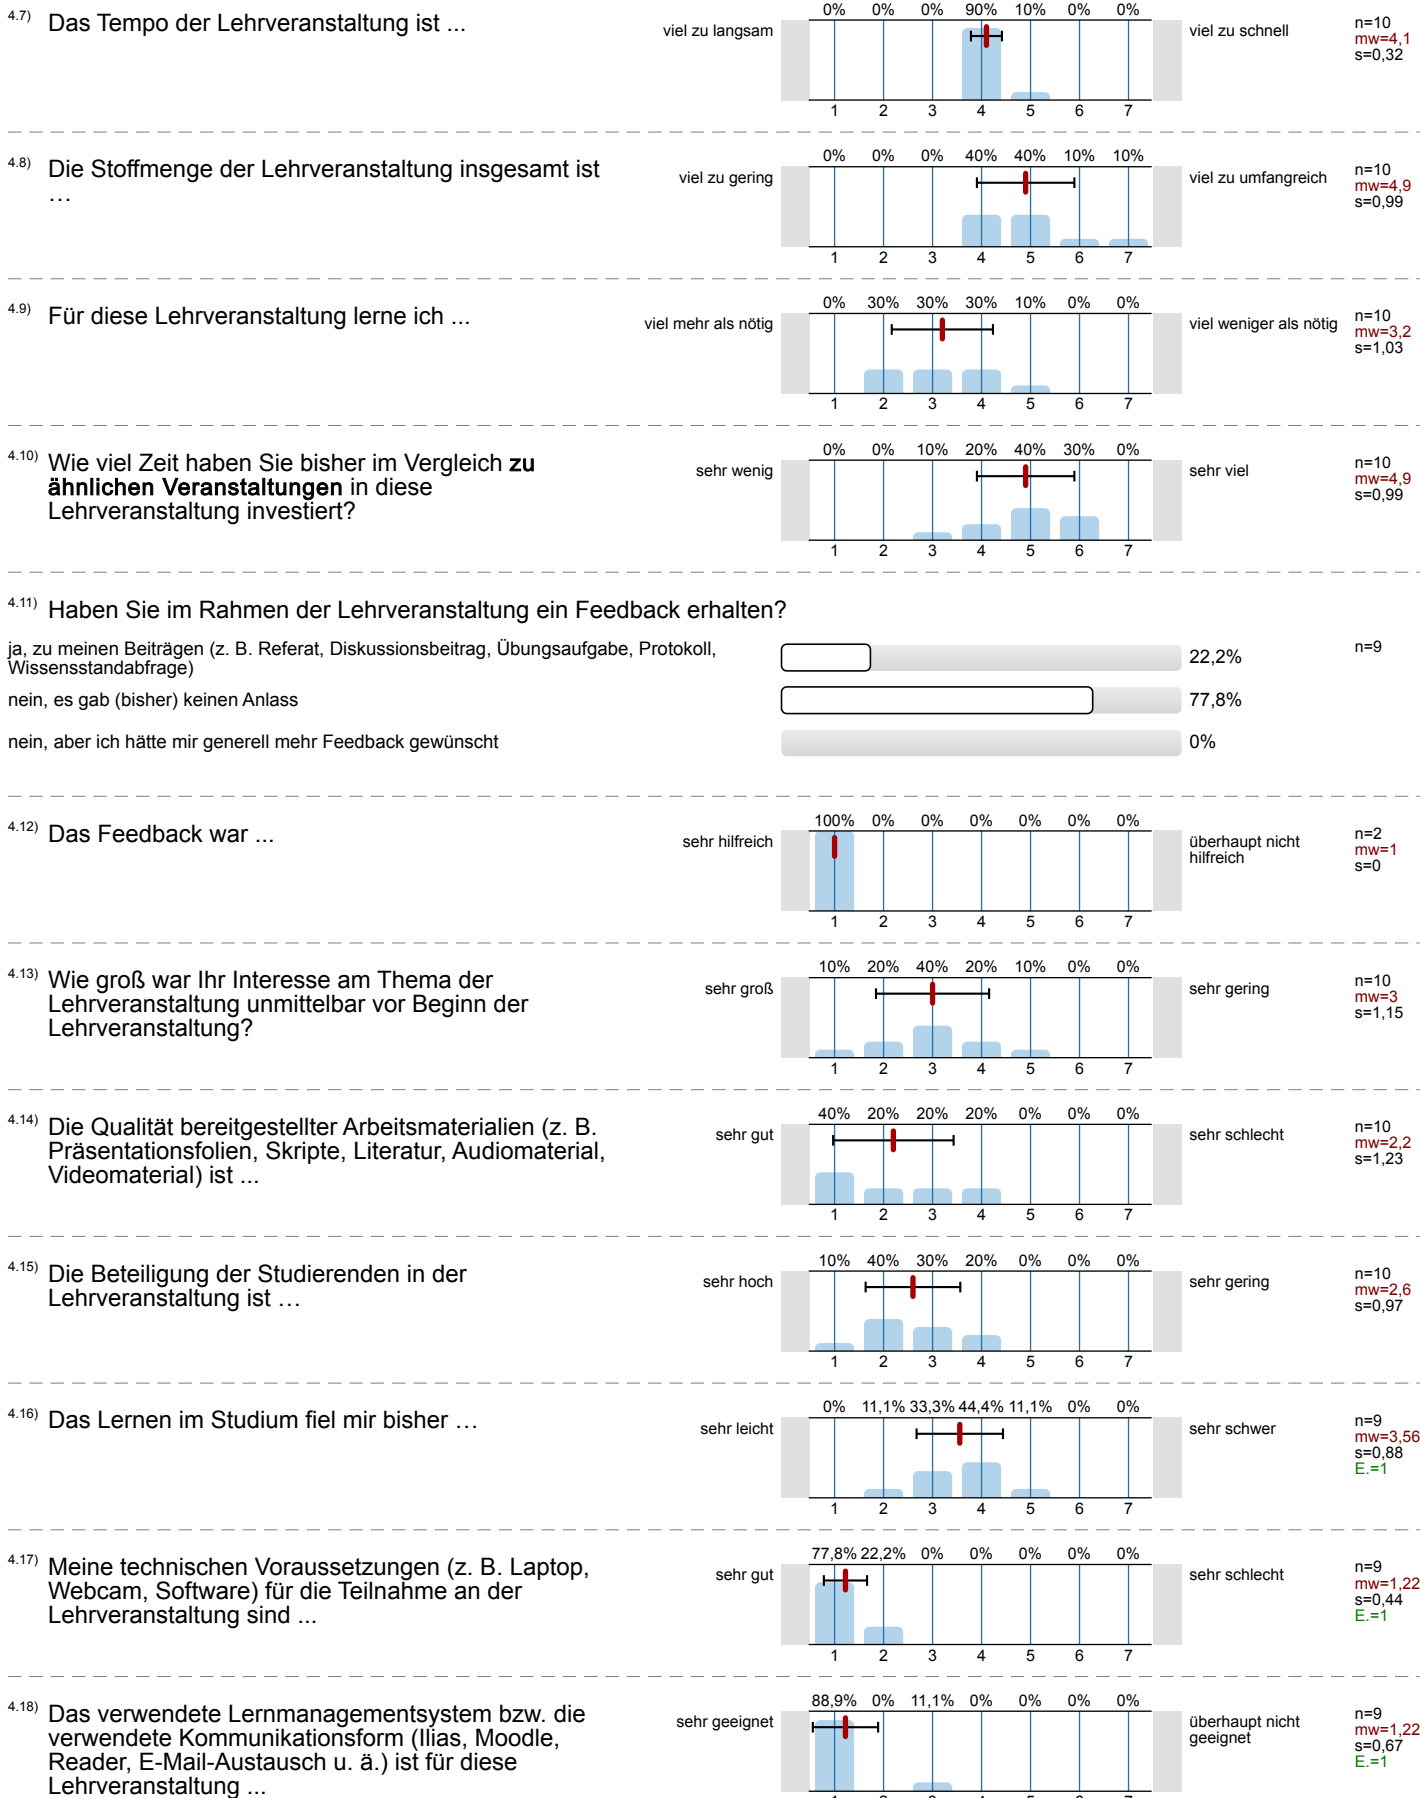 4.7) Das Tempo der Lehrveranstaltung ist ...
viel zu langsam
0% 0% 0% 90% 10% 0% 0%
1 2 3 4 5 6 7
viel zu schnell
n=10
mw=4,1
s=0,32
4.8) Die Stoffmenge der Lehrveranstaltung insgesamt ist
…
viel zu gering
0% 0% 0% 40% 40% 10% 10%
1 2 3 4 5 6 7
viel zu umfangreich
n=10
mw=4,9
s=0,99
4.9) Für diese Lehrveranstaltung lerne ich ...
viel mehr als nötig
0% 30% 30% 30% 10% 0% 0%
1 2 3 4 5 6 7
viel weniger als nötig
n=10
mw=3,2
s=1,03
4.10) Wie viel Zeit haben Sie bisher im Vergleich zu
ähnlichen Veranstaltungen in diese
Lehrveranstaltung investiert?
sehr wenig
0% 0% 10% 20% 40% 30% 0%
1 2 3 4 5 6 7
sehr viel
n=10
mw=4,9
s=0,99
4.11) Haben Sie im Rahmen der Lehrveranstaltung ein Feedback erhalten?
ja, zu meinen Beiträgen (z. B. Referat, Diskussionsbeitrag, Übungsaufgabe, Protokoll,
Wissensstandabfrage)
22,2%
n=9
nein, es gab (bisher) keinen Anlass
77,8%
nein, aber ich hätte mir generell mehr Feedback gewünscht
0%
4.12) Das Feedback war ...
sehr hilfreich
100% 0% 0% 0% 0% 0% 0%
1 2 3 4 5 6 7
überhaupt nicht
hilfreich
n=2
mw=1
s=0
4.13) Wie groß war Ihr Interesse am Thema der
Lehrveranstaltung unmittelbar vor Beginn der
Lehrveranstaltung?
sehr groß
10% 20% 40% 20% 10% 0% 0%
1 2 3 4 5 6 7
sehr gering
n=10
mw=3
s=1,15
4.14) Die Qualität bereitgestellter Arbeitsmaterialien (z. B.
Präsentationsfolien, Skripte, Literatur, Audiomaterial,
Videomaterial) ist ...
sehr gut
40% 20% 20% 20% 0% 0% 0%
1 2 3 4 5 6 7
sehr schlecht
n=10
mw=2,2
s=1,23
4.15) Die Beteiligung der Studierenden in der
Lehrveranstaltung ist …
sehr hoch
10% 40% 30% 20% 0% 0% 0%
1 2 3 4 5 6 7
sehr gering
n=10
mw=2,6
s=0,97
4.16) Das Lernen im Studium fiel mir bisher …
sehr leicht
0% 11,1% 33,3% 44,4% 11,1% 0% 0%
1 2 3 4 5 6 7
sehr schwer
n=9
mw=3,56
s=0,88
E.=1
4.17) Meine technischen Voraussetzungen (z. B. Laptop,
Webcam, Software) für die Teilnahme an der
Lehrveranstaltung sind ...
sehr gut
77,8% 22,2% 0% 0% 0% 0% 0%
1 2 3 4 5 6 7
sehr schlecht
n=9
mw=1,22
s=0,44
E.=1
4.18) Das verwendete Lernmanagementsystem bzw. die
verwendete Kommunikationsform (Ilias, Moodle,
Reader, E-Mail-Austausch u. ä.) ist für diese
Lehrveranstaltung ...
sehr geeignet
88,9% 0% 11,1% 0% 0% 0% 0%
überhaupt nicht
geeignet
n=9
mw=1,22
s=0,67
E.=1